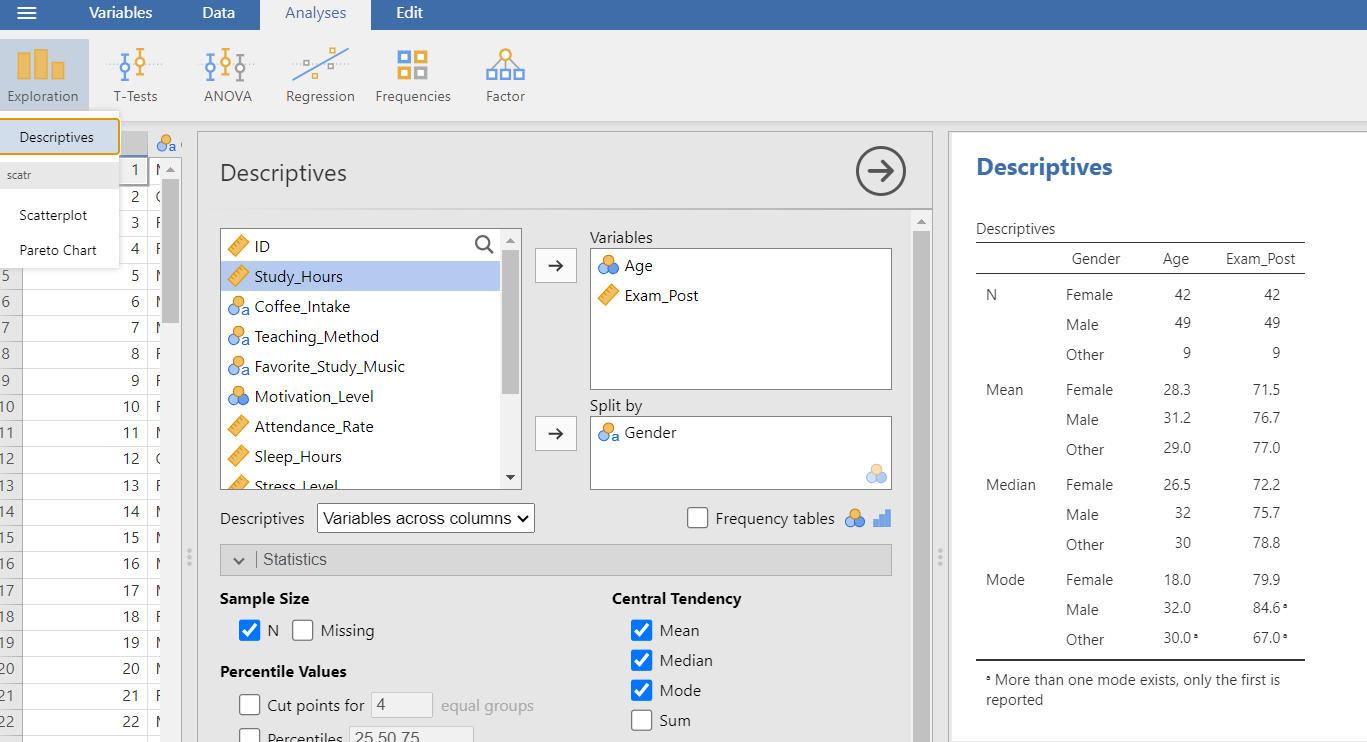 Variables Data Analyses Edit
Exploration T-Tests ANOVA Regression Frequencies Factor
Descriptives
scatr
Scatterplot
Pareto Chart
a
1
2
3
4
5 5
6 6
7 7
8 8
9 9
10 10
11 11
12 12
13 13
14 14
15 15
16 16
17 17
18 18
19 19
20 20
21 21
22 22
Descriptives
ID
Study_Hours
Coffee_Intake
Teaching_Method
Favorite_Study_Music
Motivation_Level
Attendance_Rate
Sleep_Hours
Stress_Level
Variables
Age
Exam_Post
Split by
Gender
Descriptives Variables across columns Frequency tables
Statistics
Sample Size
N Missing
Percentile Values
Cut points for 4 equal groups
Percentiles 25,50,75
Central Tendency
Mean
Median
Mode
Sum
Descriptives
Descriptives
Gender Age Exam_Post
N Female 42 42
Male 49 49
Other 9 9
Mean Female 28.3 71.5
Male 31.2 76.7
Other 29.0 77.0
Median Female 26.5 72.2
Male 32 75.7
Other 30 78.8
Mode Female 18.0 79.9
Male 32.0 84.6 ᵃ
Other 30.0 ᵃ 67.0 ᵃ
ᵃ More than one mode exists, only the first is
reported